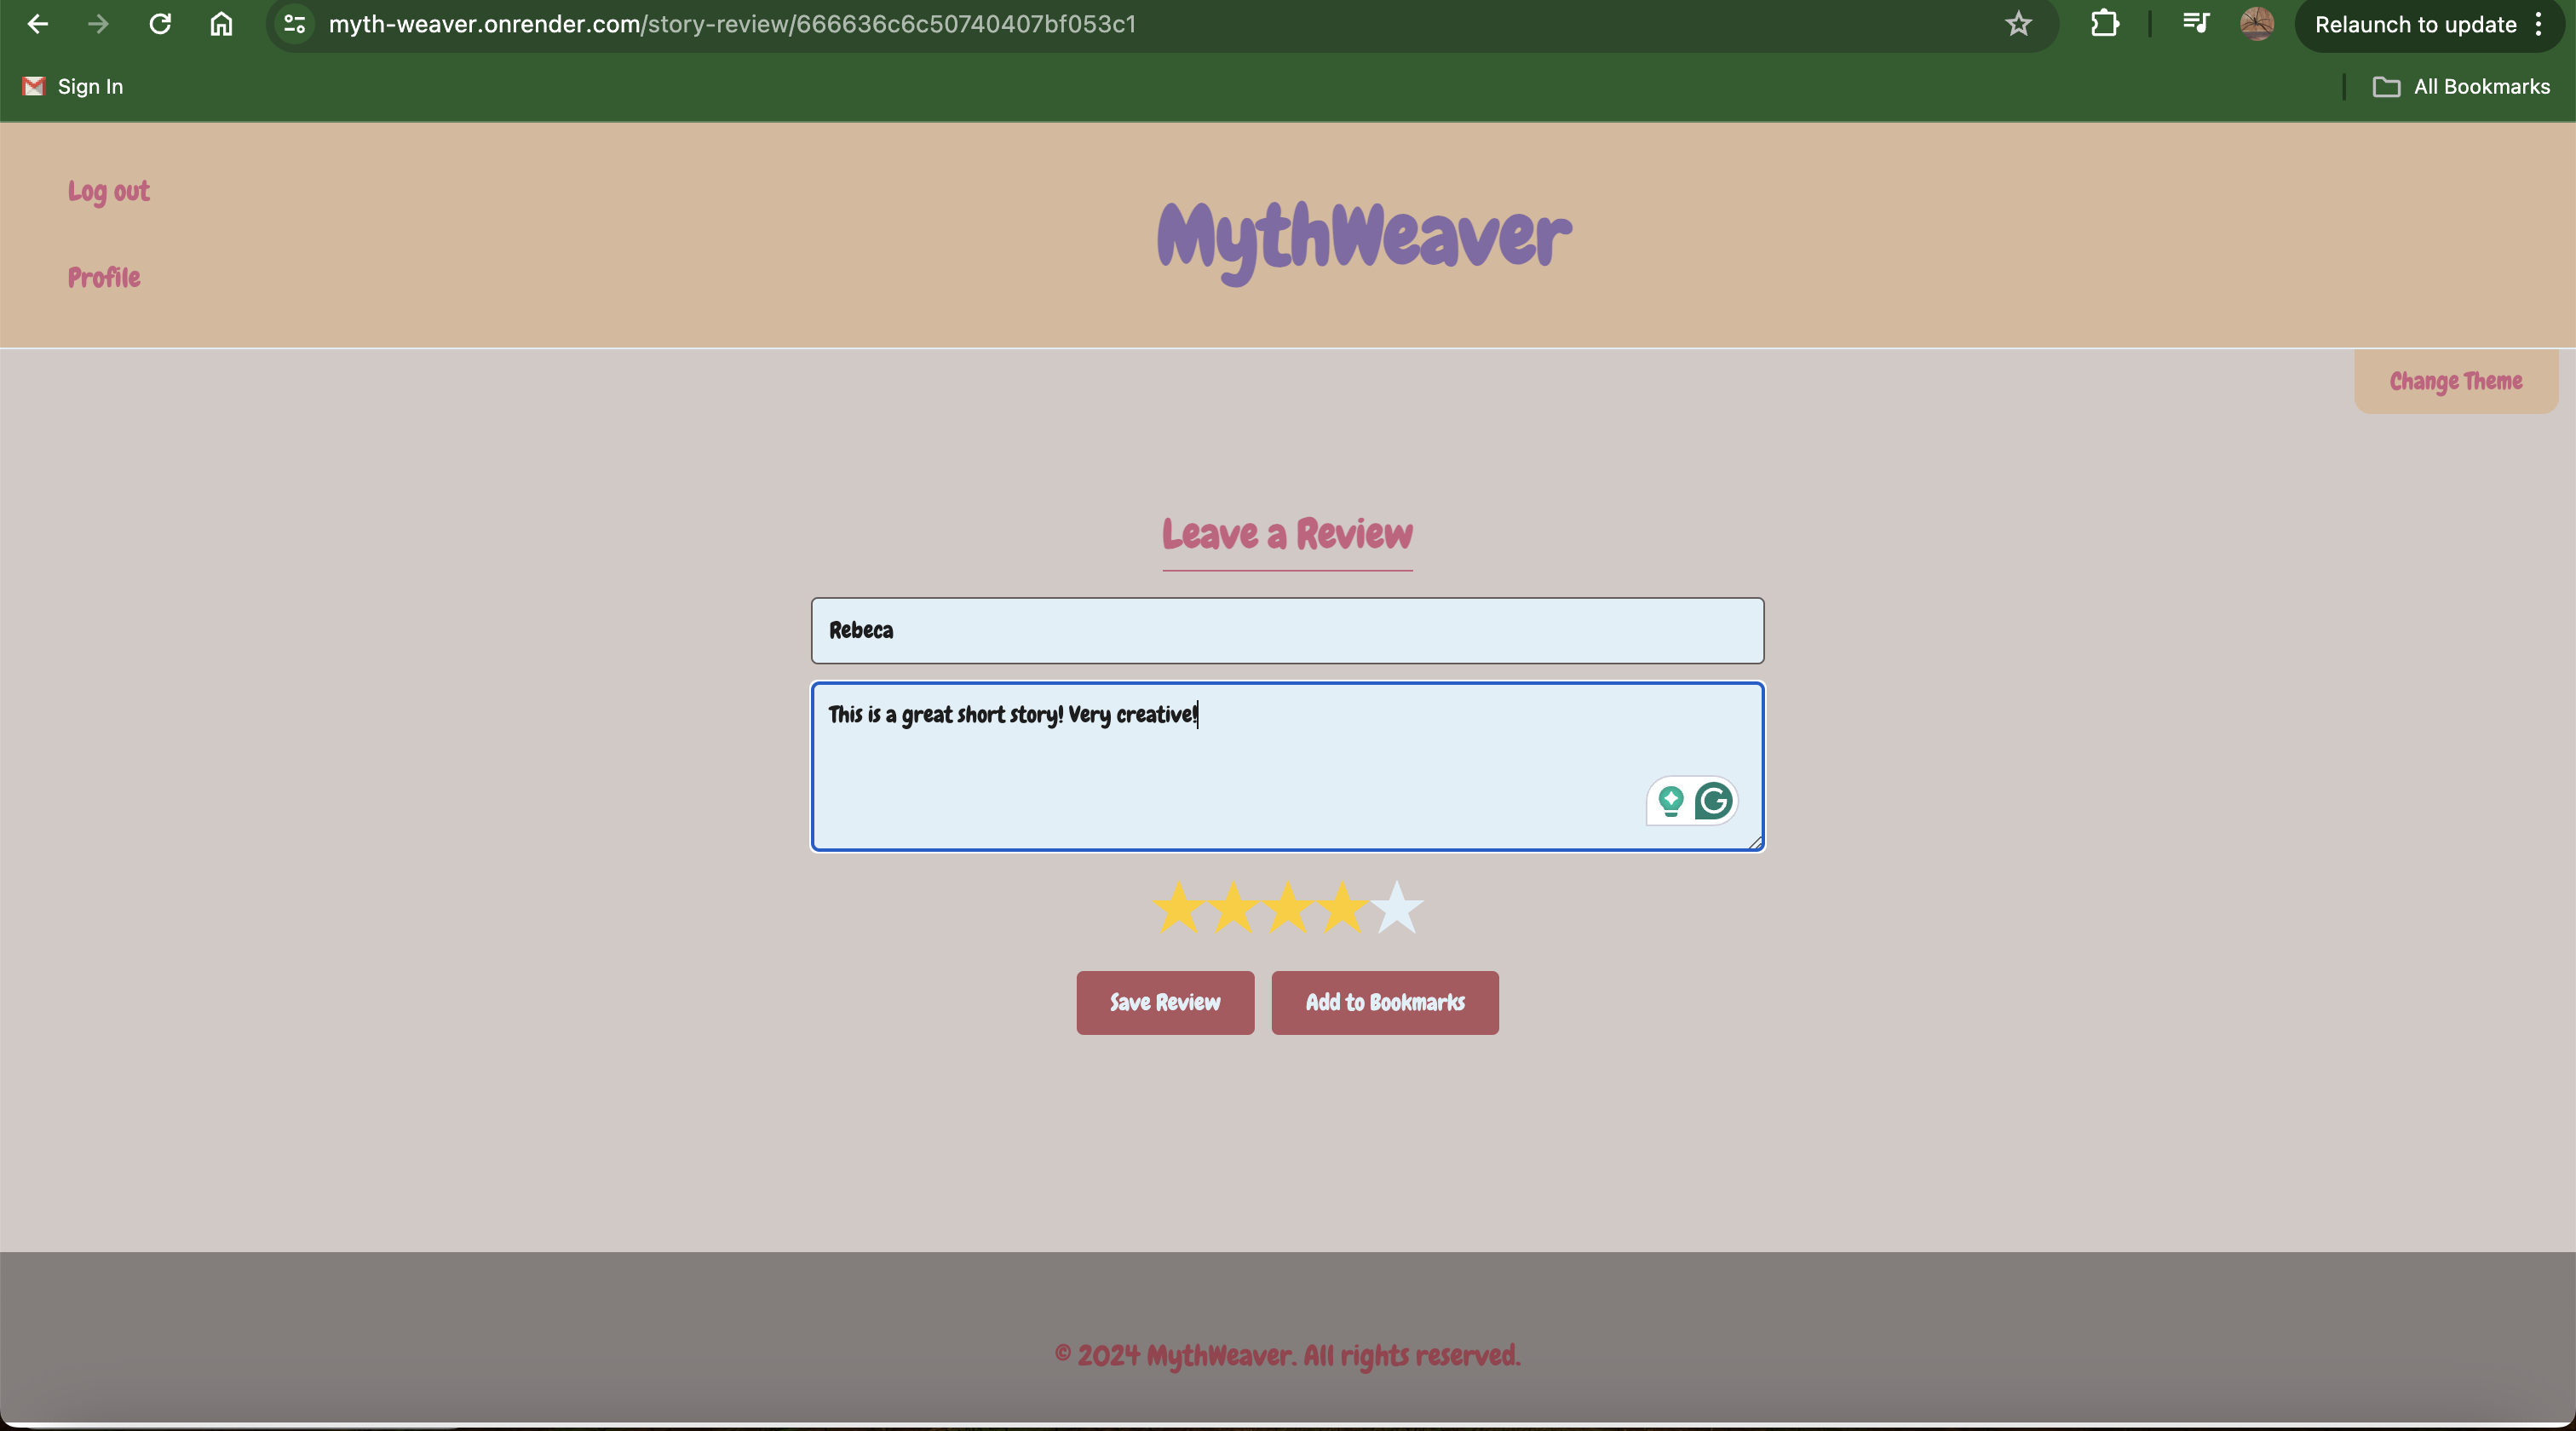 myth-weaver.onrender.com/story-review/666636c6c50740407bf053c1
Relaunch to update
Sign In
All Bookmarks
Log out
MythWeaver
Profile
Change Theme
Leave a Review
Rebeca
This is a great short story! Very creative!
Save Review
Add to Bookmarks
© 2024 MythWeaver. All rights reserved.